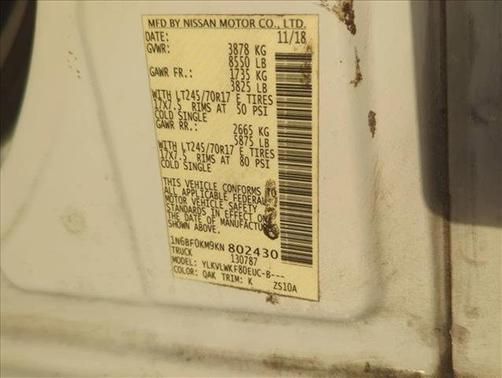 MFD BY NISSAN MOTOR CO., LTD.
DATE: 11/18
GVWR: 3878 KG
8550 LB
GAWR FR.: 1735 KG
3825 LB
WITH LT245/70R17 E TIRES
17X7.5 RIMS AT 50 PSI
COLD SINGLE
GAWR RR.: 2665 KG
5875 LB
WITH LT245/70R17 E TIRES
17X7.5 RIMS AT 80 PSI
COLD SINGLE
THIS VEHICLE CONFORMS TO
ALL APPLICABLE FEDERAL
MOTOR VEHICLE SAFETY
STANDARDS IN EFFECT ON
THE DATE OF MANUFACTURE
SHOWN ABOVE.
1N6BF0KM9KN 802430
TRUCK 130787
MODEL: YLKVLWKF80EUC-B---
COLOR: QAK TRIM: K ZS10A